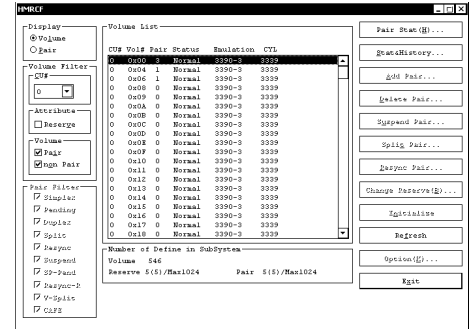 HMRCF
Display
Volume
Pair
Volume Filter
CU#
0
Attribute
Reserve
Volume
Pair
non Pair
Pair Filter
Simplex
Pending
Duplex
Split
Resync
Suspend
SP-Pend
Resync-R
V-Split
Volume List
CU# Vol# Pair Status Emulation CYL
0 0x00 3 Normal 3390-3 3339
0 0x04 1 Normal 3390-3 3339
0 0x06 1 Normal 3390-3 3339
0 0x08 0 Normal 3390-3 3339
0 0x09 0 Normal 3390-3 3339
0 0x0A 0 Normal 3390-3 3339
0 0x0B 0 Normal 3390-3 3339
0 0x0C 0 Normal 3390-3 3339
0 0x0D 0 Normal 3390-3 3339
0 0x0E 0 Normal 3390-3 3339
0 0x0F 0 Normal 3390-3 3339
0 0x10 0 Normal 3390-3 3339
0 0x11 0 Normal 3390-3 3339
0 0x12 0 Normal 3390-3 3339
0 0x13 0 Normal 3390-3 3339
0 0x14 0 Normal 3390-3 3339
0 0x15 0 Normal 3390-3 3339
0 0x16 0 Normal 3390-3 3339
0 0x17 0 Normal 3390-3 3339
0 0x18 0 Normal 3390-3 3339
Number of Define in SubSystem
Volume 546
Reserve 5(5)/Max1024 Pair 5(5)/Max1024
Pair Stat(H)...
Stat&History...
Add Pair...
Delete Pair...
Suspend Pair...
Split Pair...
Resync Pair...
Change Reserve(B)...
Initialize
Refresh
Option(K)...
Exit